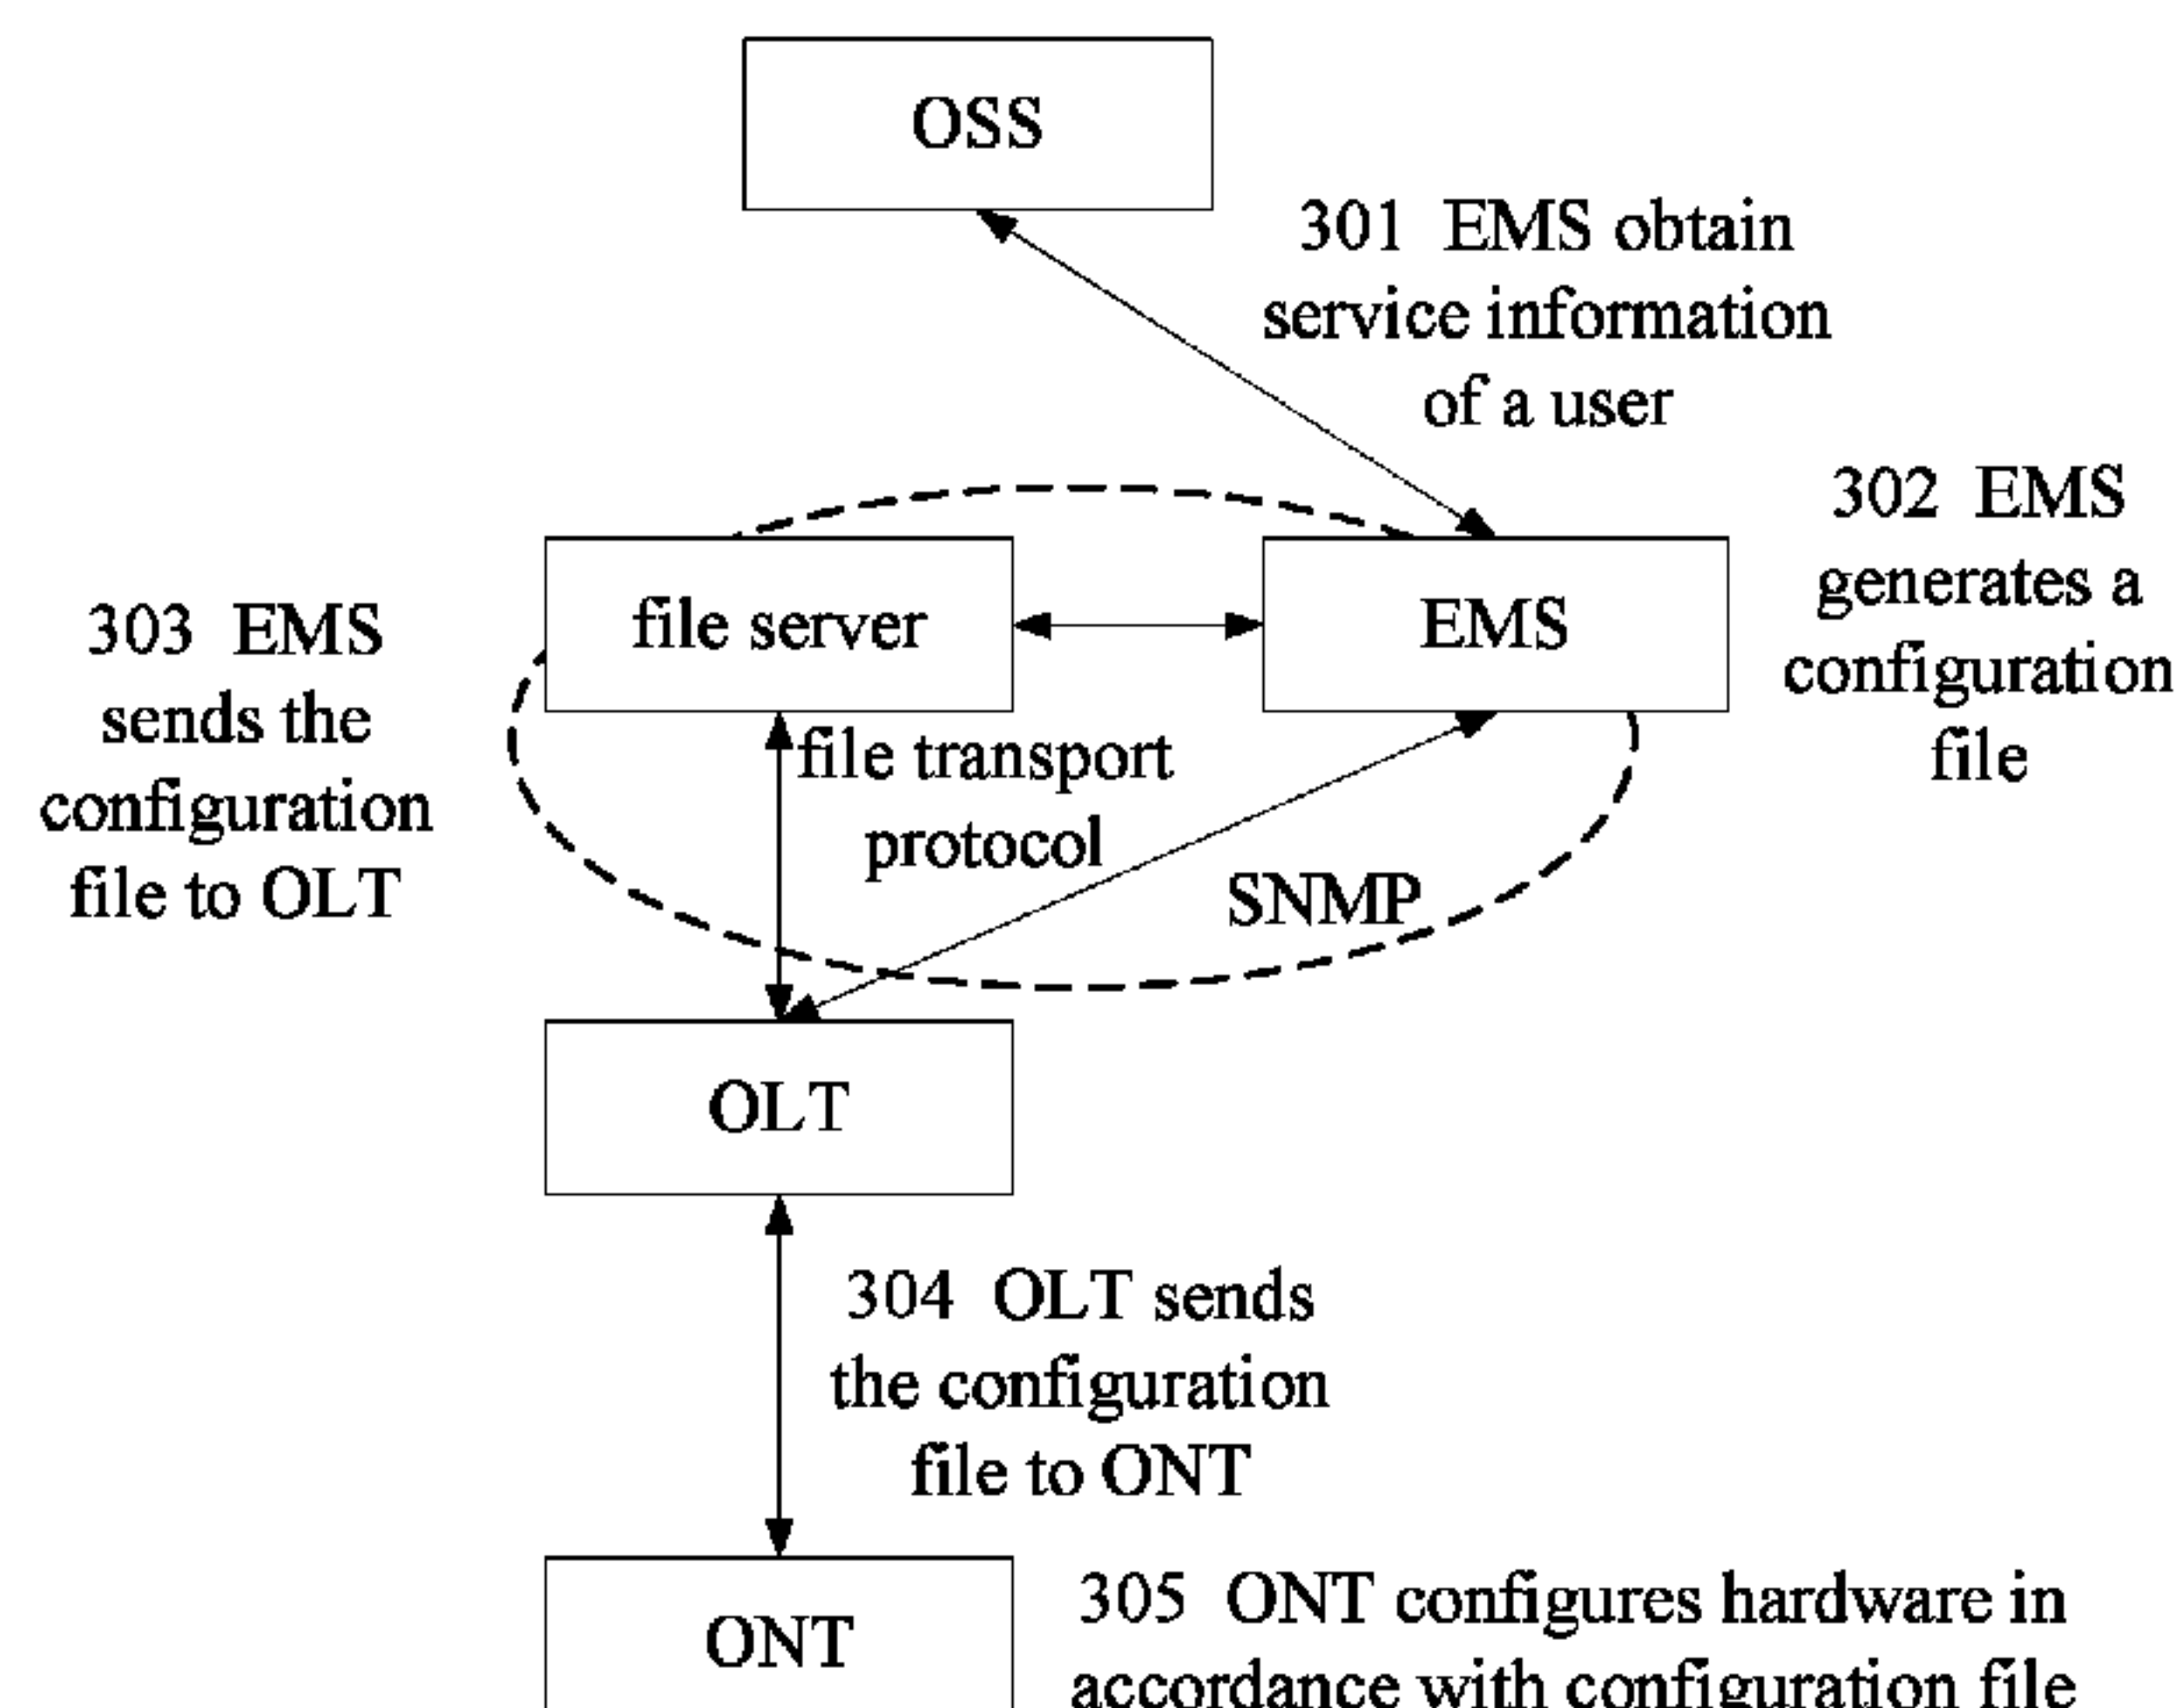 OSS
301 EMS obtain
service information
of a user
302 EMS
generates a
configuration
file
file server
EMS
303 EMS
sends the
configuration
file to OLT
file transport
protocol
SNMP
OLT
304 OLT sends
the configuration
file to ONT
ONT
305 ONT configures hardware in
accordance with configuration file